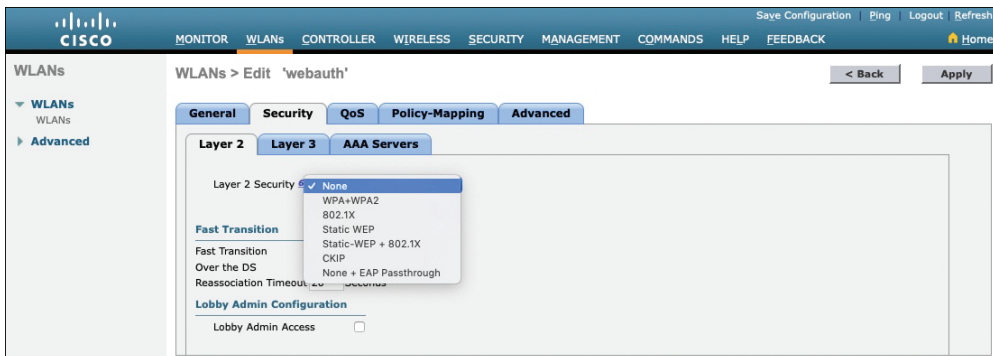 Save Configuration | Ping | Logout | Refresh
CISCO MONITOR WLANs CONTROLLER WIRELESS SECURITY MANAGEMENT COMMANDS HELP FEEDBACK Home
WLANs
WLANs > Edit 'webauth'
< Back Apply
WLANs
WLANs
Advanced
General Security QoS Policy-Mapping Advanced
Layer 2 Layer 3 AAA Servers
Layer 2 Security
✓ None
WPA+WPA2
802.1X
Static WEP
Static-WEP + 802.1X
CKIP
None + EAP Passthrough
Fast Transition
Fast Transition
Over the DS
Reassociation Timeout 20 Seconds
Lobby Admin Configuration
Lobby Admin Access